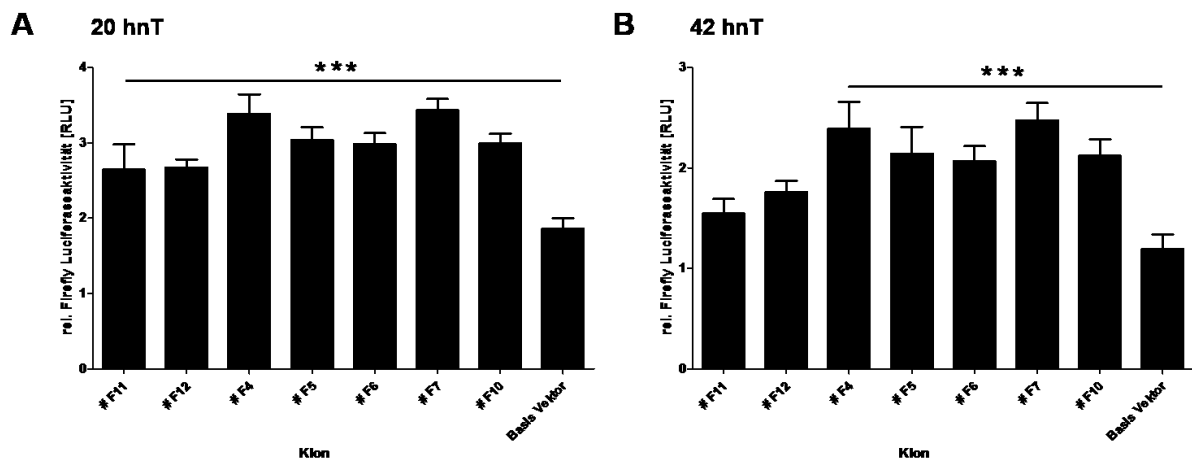 A 20 hnT
***
rel. Firefly Luciferaseaktivität [RLU]
4
3
2
1
0
# F11
# F12
# F4
# F5
# F6
# F7
# F10
Basis Vektor
Klon
B 42 hnT
***
rel. Firefly Luciferaseaktivität [RLU]
3
2
1
0
# F11
# F12
# F4
# F5
# F6
# F7
# F10
Basis Vektor
Klon